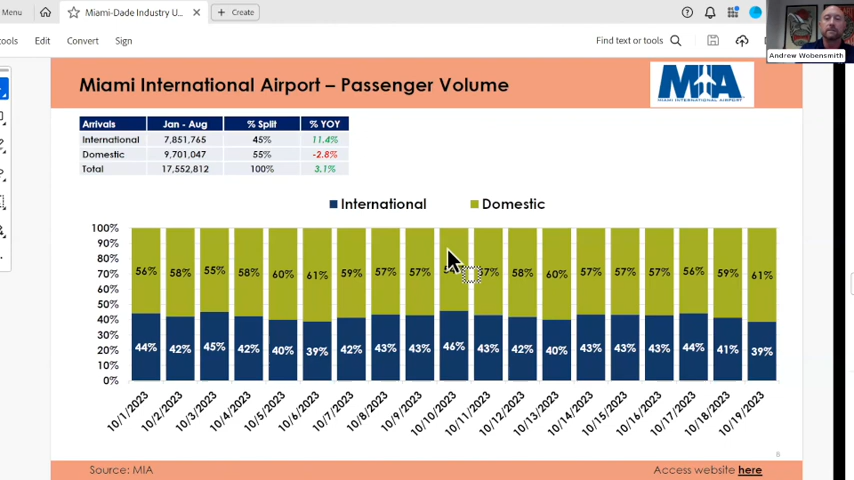 Menu
Miami-Dade Industry U...
Create
ools
Edit
Convert
Sign
Find text or tools
Andrew Wobensmith
Miami International Airport – Passenger Volume
MIA
MIAMI INTERNATIONAL AIRPORT
Arrivals Jan - Aug % Split % YOY
International 7,851,765 45% 11.4%
Domestic 9,701,047 55% -2.8%
Total 17,552,812 100% 3.1%
International Domestic
100%
90%
80%
70%
60%
50%
40%
30%
20%
10%
0%
56% 58% 55% 58% 60% 61% 59% 57% 57% 57% 58% 60% 57% 57% 57% 56% 59% 61%
44% 42% 45% 42% 40% 39% 42% 43% 43% 46% 43% 42% 40% 43% 43% 43% 44% 41% 39%
10/1/2023 10/2/2023 10/3/2023 10/4/2023 10/5/2023 10/6/2023 10/7/2023 10/8/2023 10/9/2023 10/10/2023 10/11/2023 10/12/2023 10/13/2023 10/14/2023 10/15/2023 10/16/2023 10/17/2023 10/18/2023 10/19/2023
8
Source: MIA
Access website here